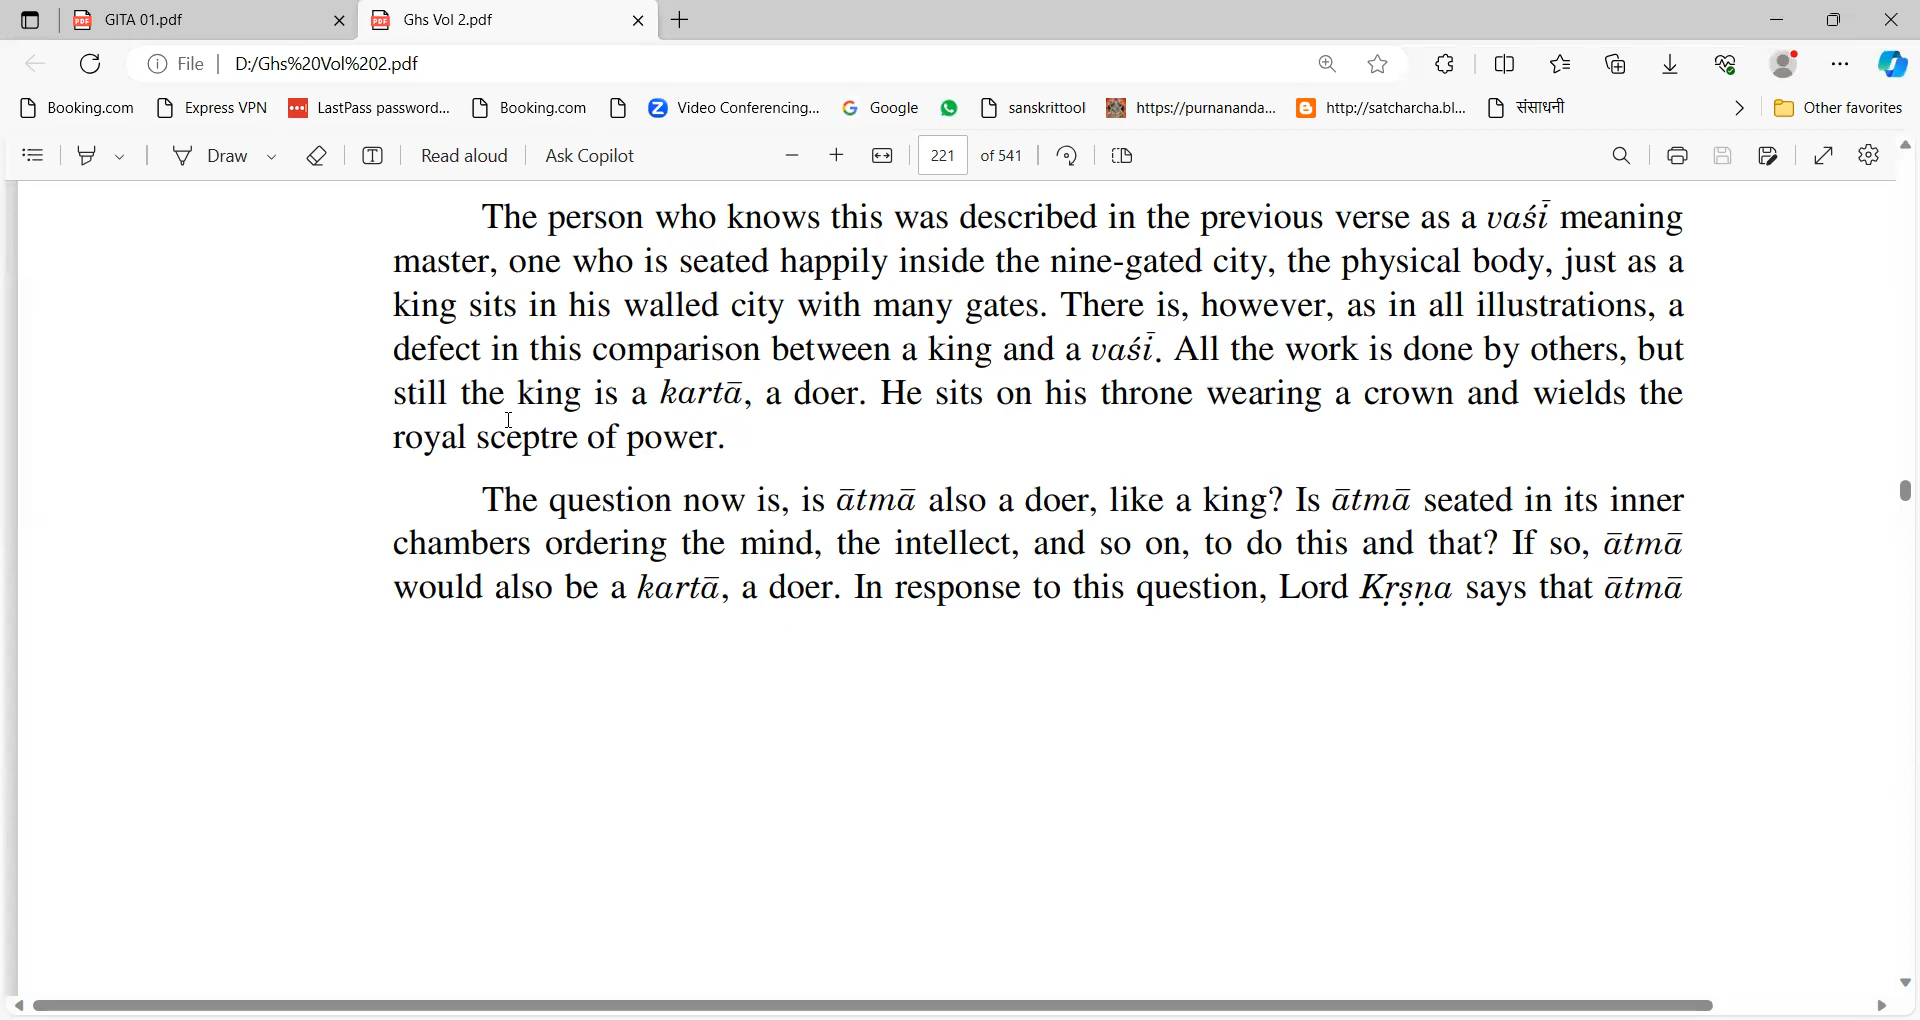 GITA 01.pdf
Ghs Vol 2.pdf
File | D:/Ghs%20Vol%202.pdf
Booking.com Express VPN LastPass password... Booking.com Video Conferencing... Google sanskrittool https://purnananda... http://satcharcha.bl... संसाधनी Other favorites
Draw Read aloud Ask Copilot 221 of 541
The person who knows this was described in the previous verse as a vaśī meaning
master, one who is seated happily inside the nine-gated city, the physical body, just as a
king sits in his walled city with many gates. There is, however, as in all illustrations, a
defect in this comparison between a king and a vaśī. All the work is done by others, but
still the king is a kartā, a doer. He sits on his throne wearing a crown and wields the
royal sceptre of power.
The question now is, is ātmā also a doer, like a king? Is ātmā seated in its inner
chambers ordering the mind, the intellect, and so on, to do this and that? If so, ātmā
would also be a kartā, a doer. In response to this question, Lord Kṛṣṇa says that ātmā